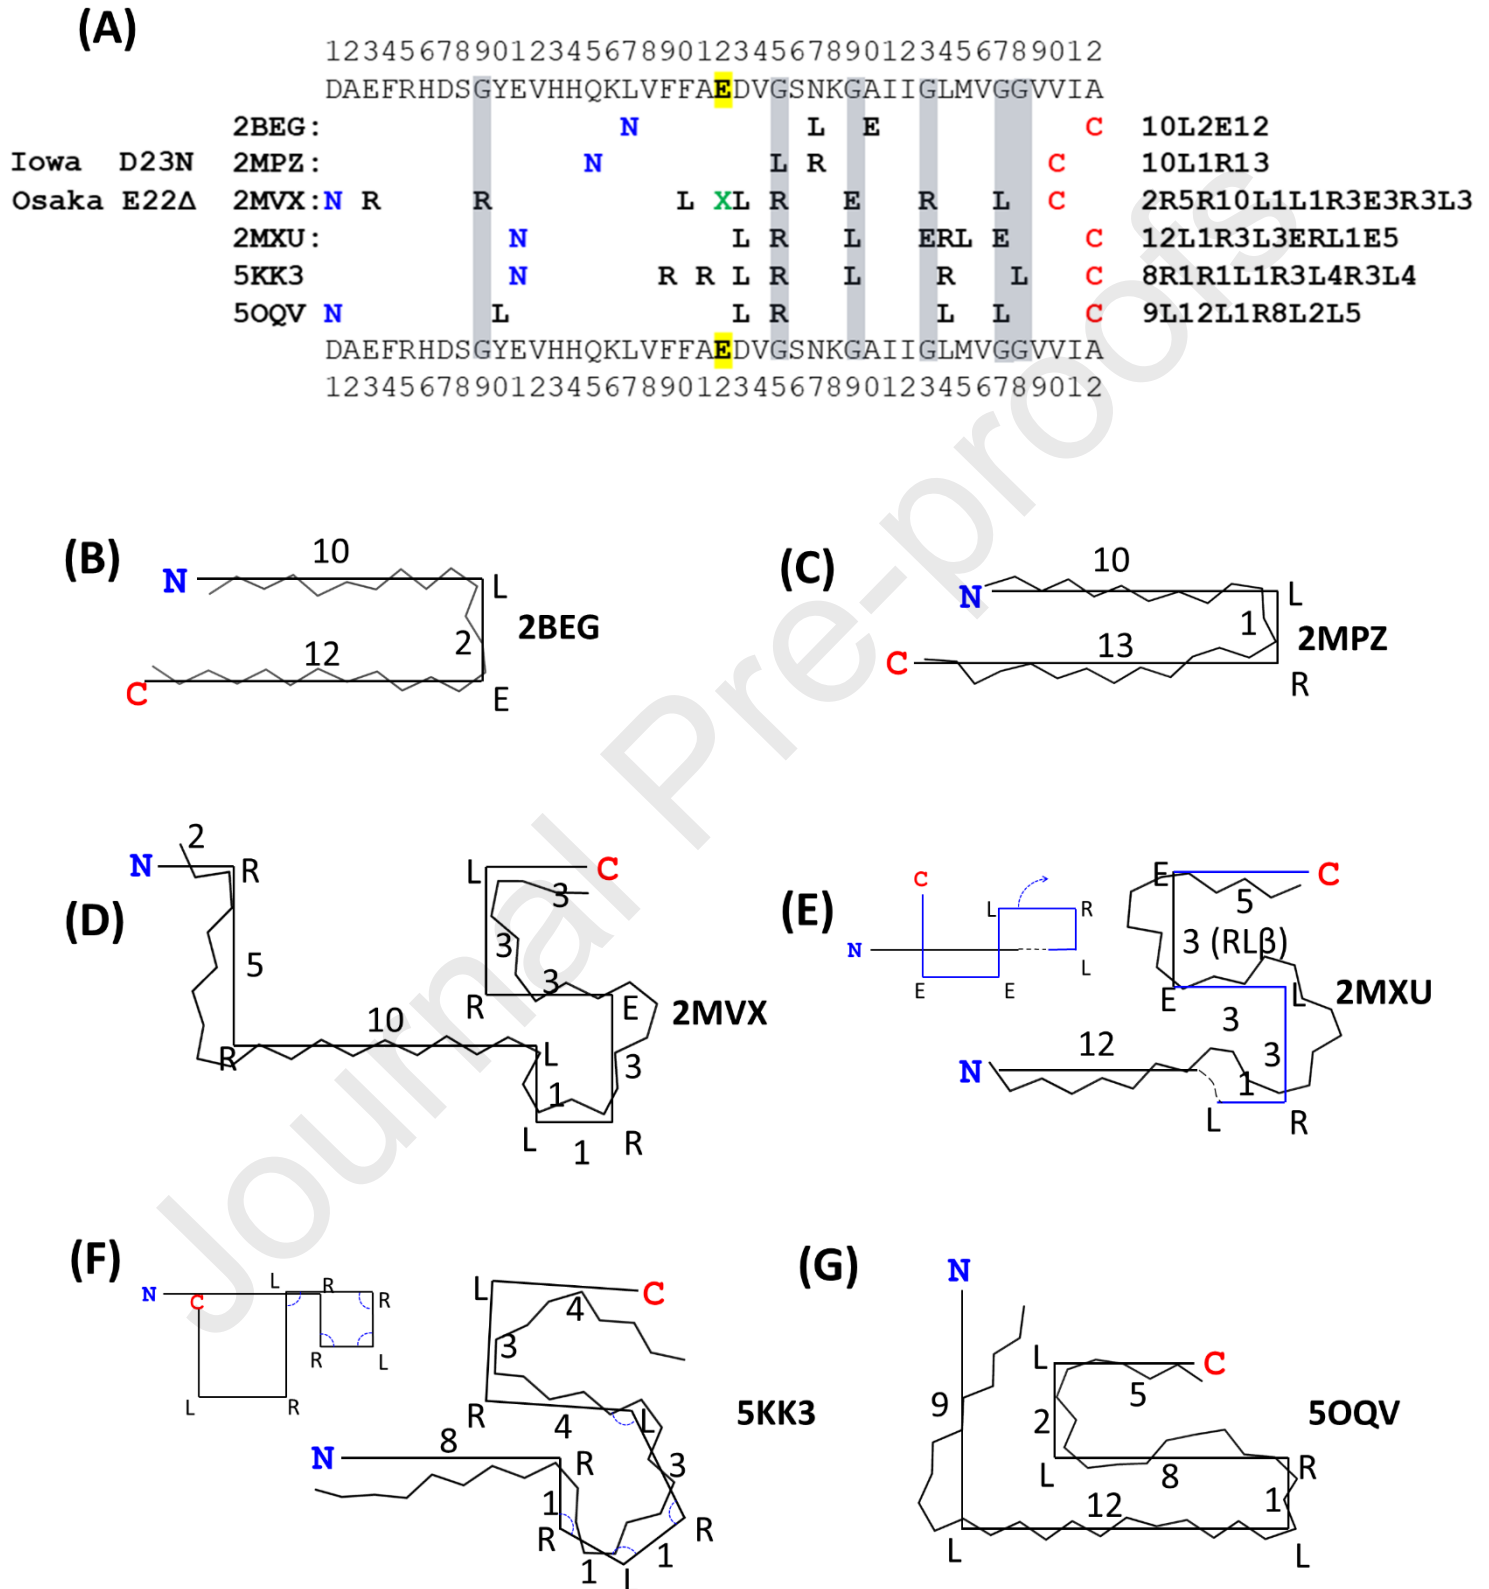 (A)
123456789012345678901234567890123456789012
DAEFRHDSGYEVHHQKLVFFAEDVGSNKGAIIGLMVGGVVIA
2BEG: N L E C 10L2E12
Iowa D23N 2MPZ: N L R C 10L1R13
Osaka E22Δ 2MVX: N R R L X L R E R L C 2R5R10L1L1R3E3R3L3
2MXU: N L R L E R L E C 12L1R3L3ERL1E5
5KK3 N R R L R L R L C 8R1R1L1R3L4R3L4
5OQV N L L R L L C 9L12L1R8L2L5
DAEFRHDSGYEVHHQKLVFFAEDVGSNKGAIIGLMVGGVVIA
123456789012345678901234567890123456789012
(B)
N 10 L
2 2BEG
C 12 E
(C)
N 10 L
1 2MPZ
C 13 R
(D)
N 2 R L C
3
5 3
3
R E 2MVX
10
R L 3
1
L 1 R
(E)
C
L R
N
L
E E
E C
5
3 (RLβ)
E L 2MXU
3
N 12 3
1
L R
(F)
N C L R R
R L
L R
L C
4
3
R 4 L 5KK3
N 8 R
3
1
R R
1 1
L
(G)
N
L C
5
9 2 5OQV
L 8 R
12 1
L L
Journal Pre-proofs